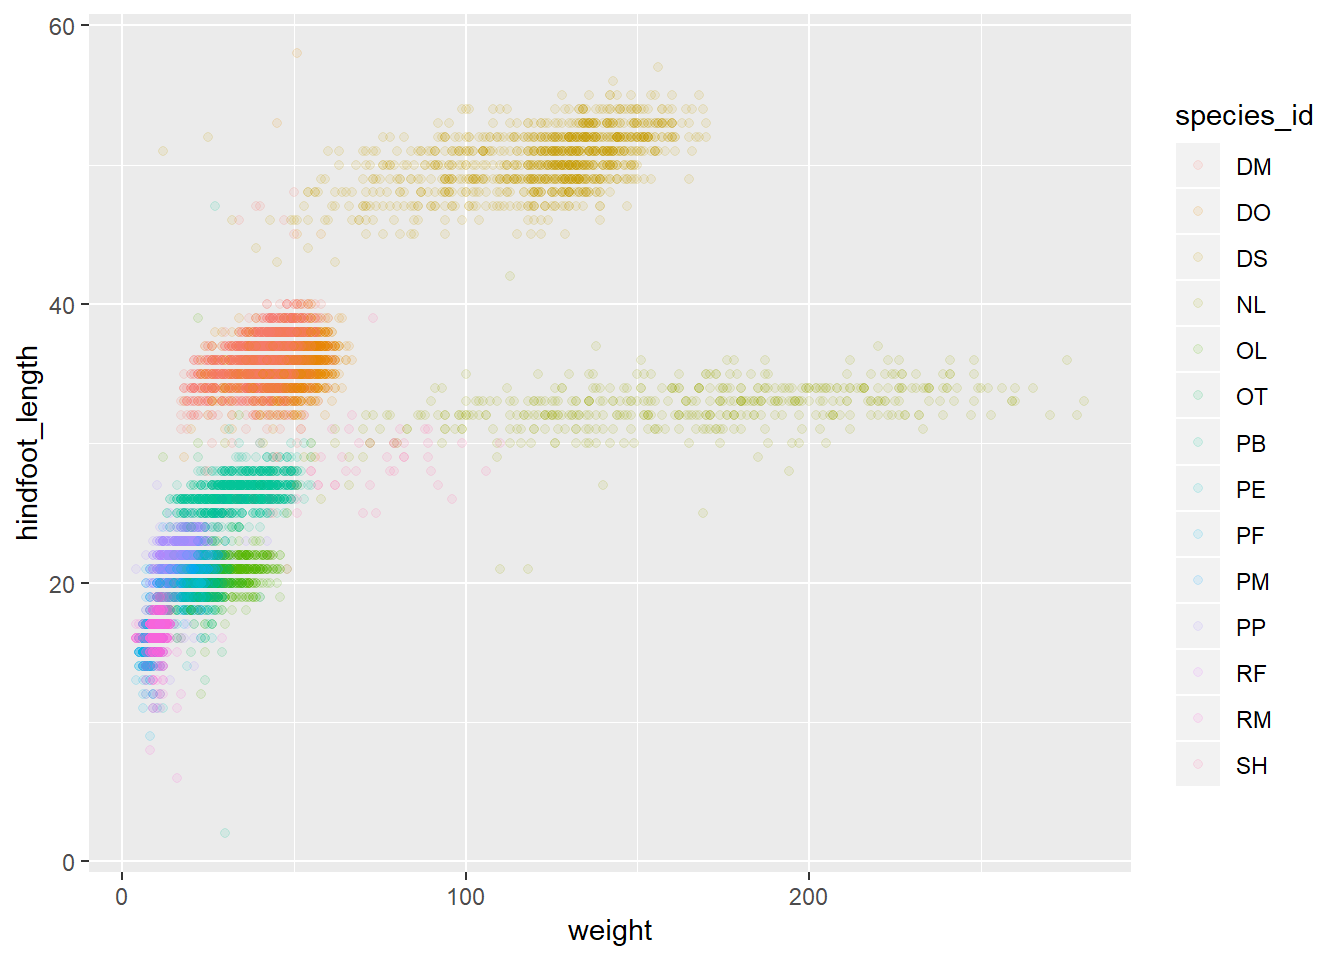 60
40
20
0
hindfoot_length
0
100
200
weight
species_id
DM
DO
DS
NL
OL
OT
PB
PE
PF
PM
PP
RF
RM
SH